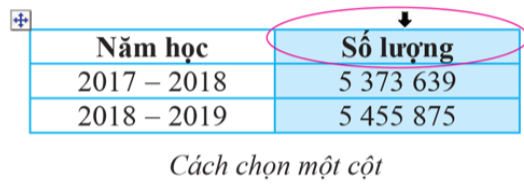 Năm học Số lượng
2017 – 2018 5 373 639
2018 – 2019 5 455 875
Cách chọn một cột